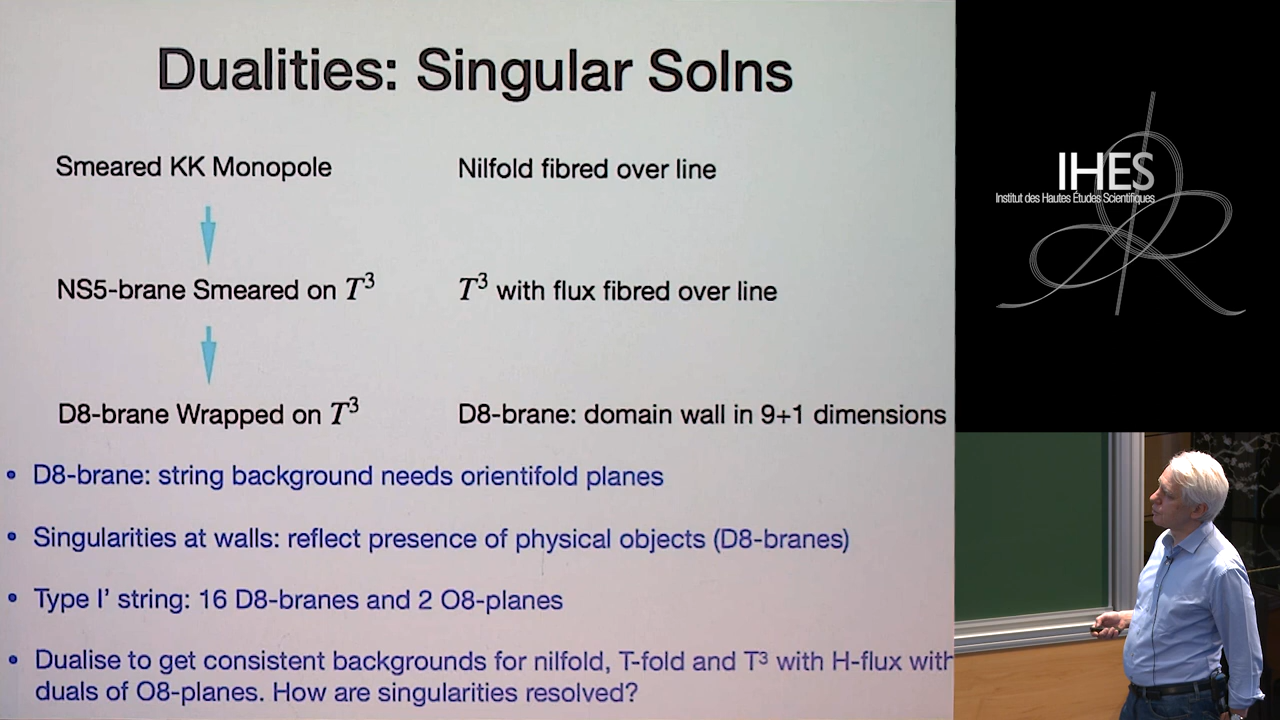 Dualities: Singular Solns
Smeared KK Monopole
Nilfold fibred over line
NS5-brane Smeared on T³
T³ with flux fibred over line
D8-brane Wrapped on T³
D8-brane: domain wall in 9+1 dimensions
• D8-brane: string background needs orientifold planes
• Singularities at walls: reflect presence of physical objects (D8-branes)
• Type I' string: 16 D8-branes and 2 O8-planes
• Dualise to get consistent backgrounds for nilfold, T-fold and T³ with H-flux with
duals of O8-planes. How are singularities resolved?
IHES
Institut des Hautes Études Scientifiques